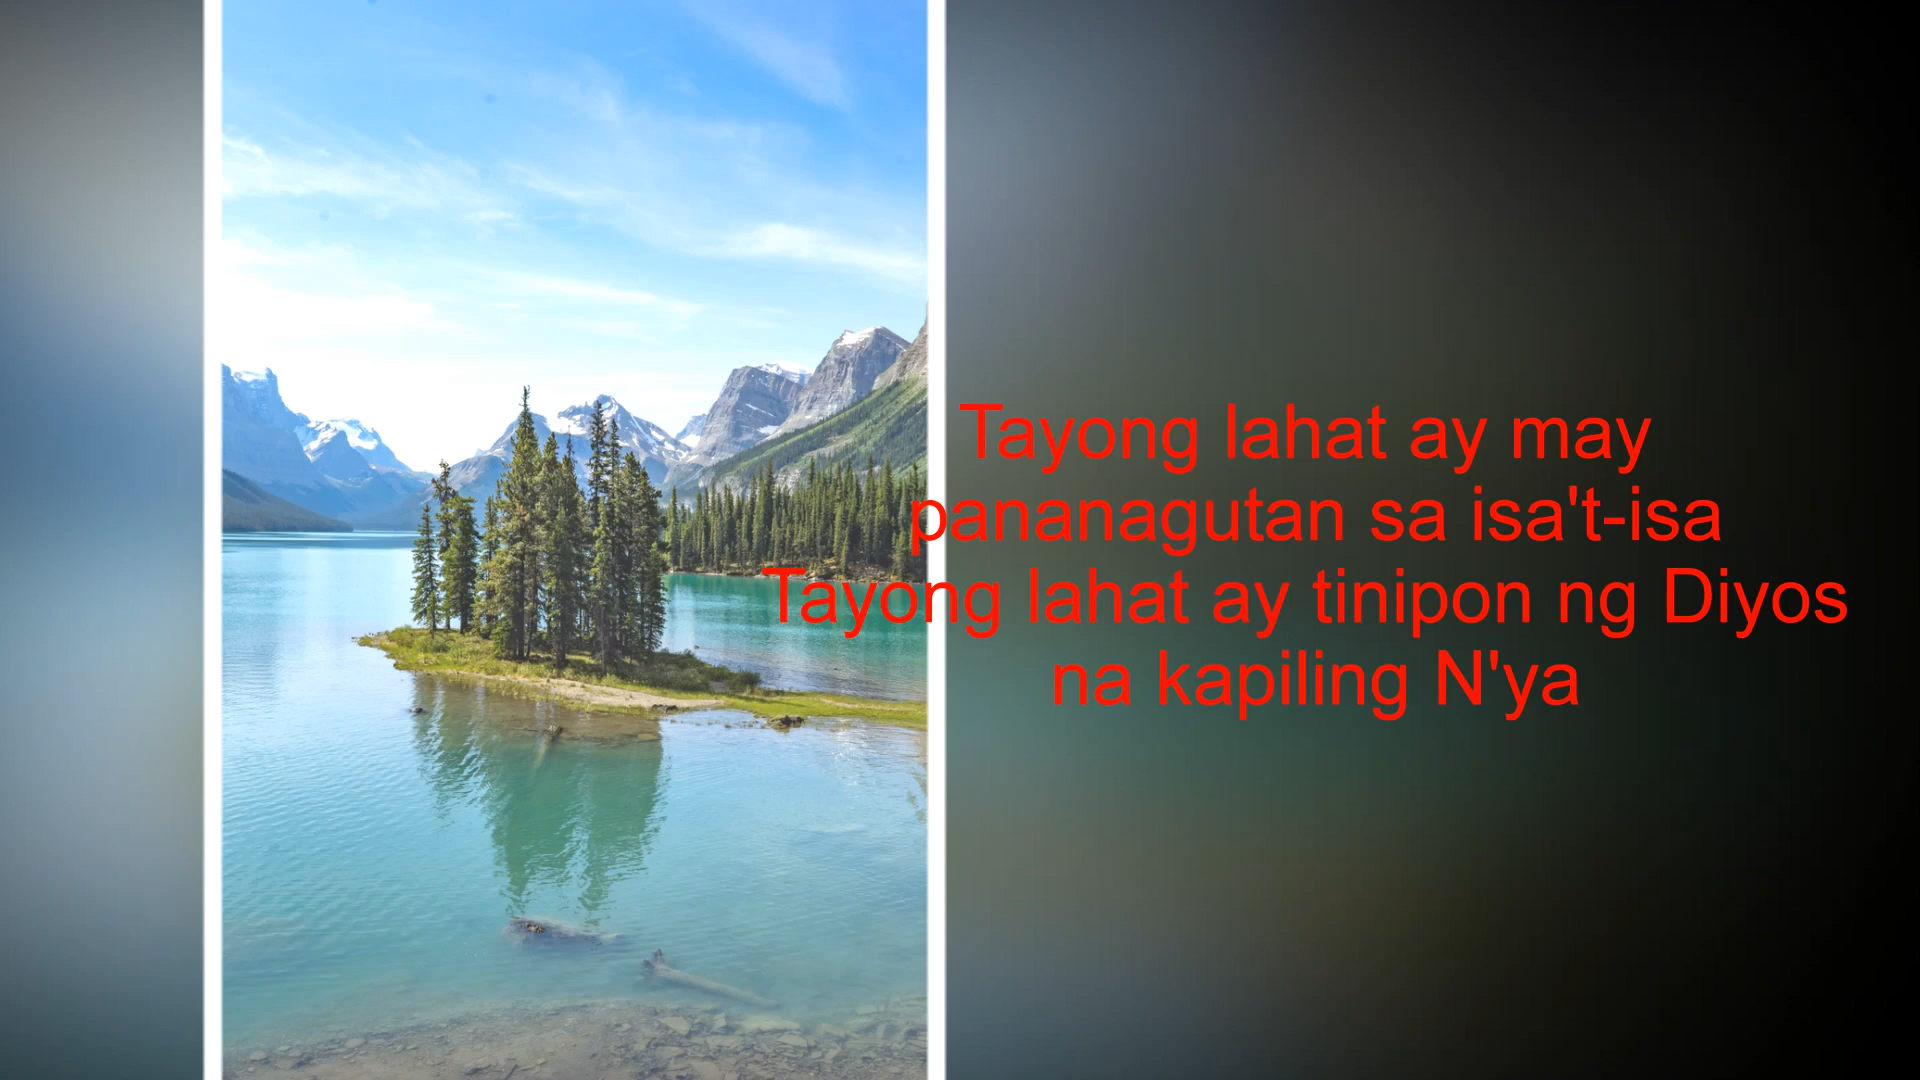 Tayong lahat ay may
pananagutan sa isa't-isa
Tayong lahat ay tinipon ng Diyos
na kapiling N'ya